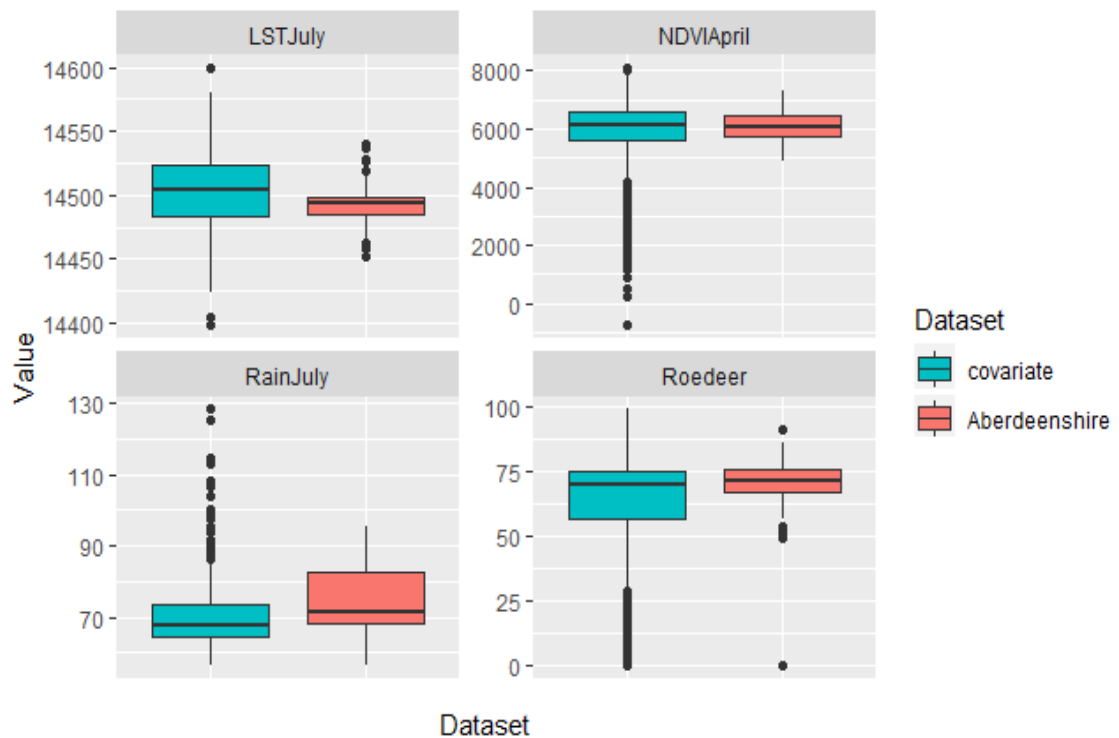 LSTJuly
NDVIApril
14600
14550
14500
14450
14400
8000
6000
4000
2000
0
Value
RainJuly
Roedeer
130
110
90
70
100
75
50
25
0
Dataset
Dataset
covariate
Aberdeenshire